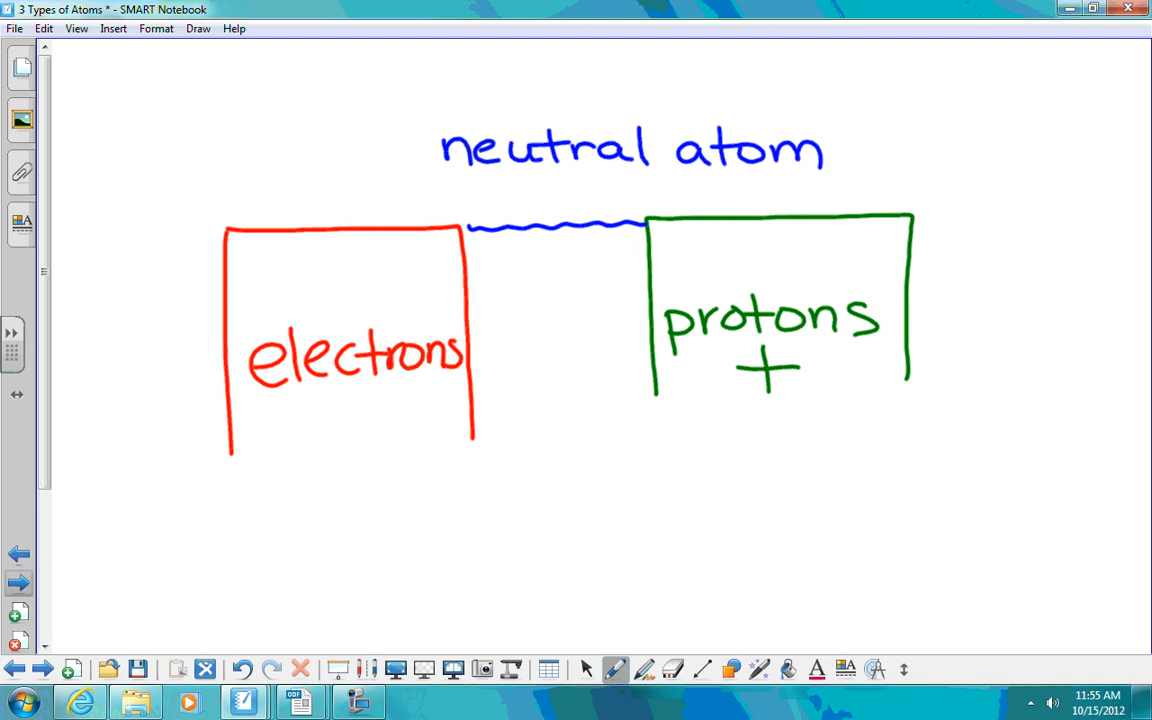 3 Types of Atoms * - SMART Notebook
File Edit View Insert Format Draw Help
neutral atom
electrons
protons
+
11:55 AM
10/15/2012